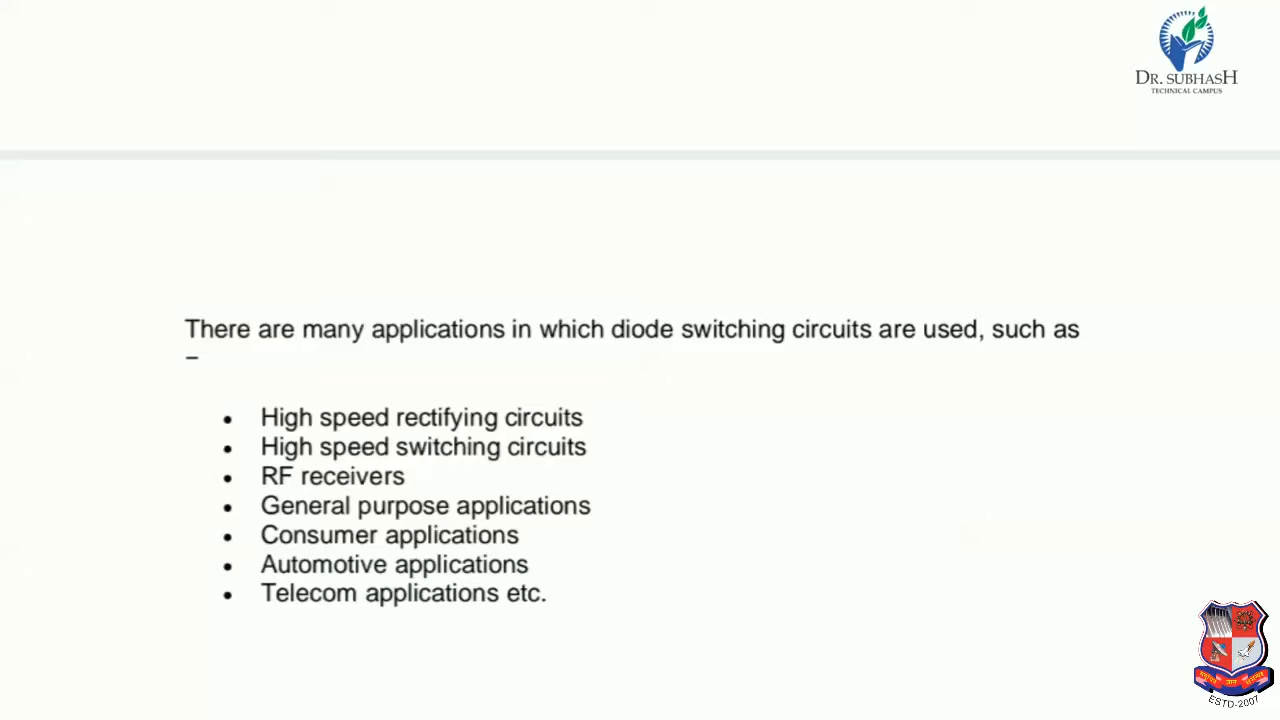 DR. SUBHASH
TECHNICAL CAMPUS
There are many applications in which diode switching circuits are used, such as
–
• High speed rectifying circuits
• High speed switching circuits
• RF receivers
• General purpose applications
• Consumer applications
• Automotive applications
• Telecom applications etc.
ESTD-2007